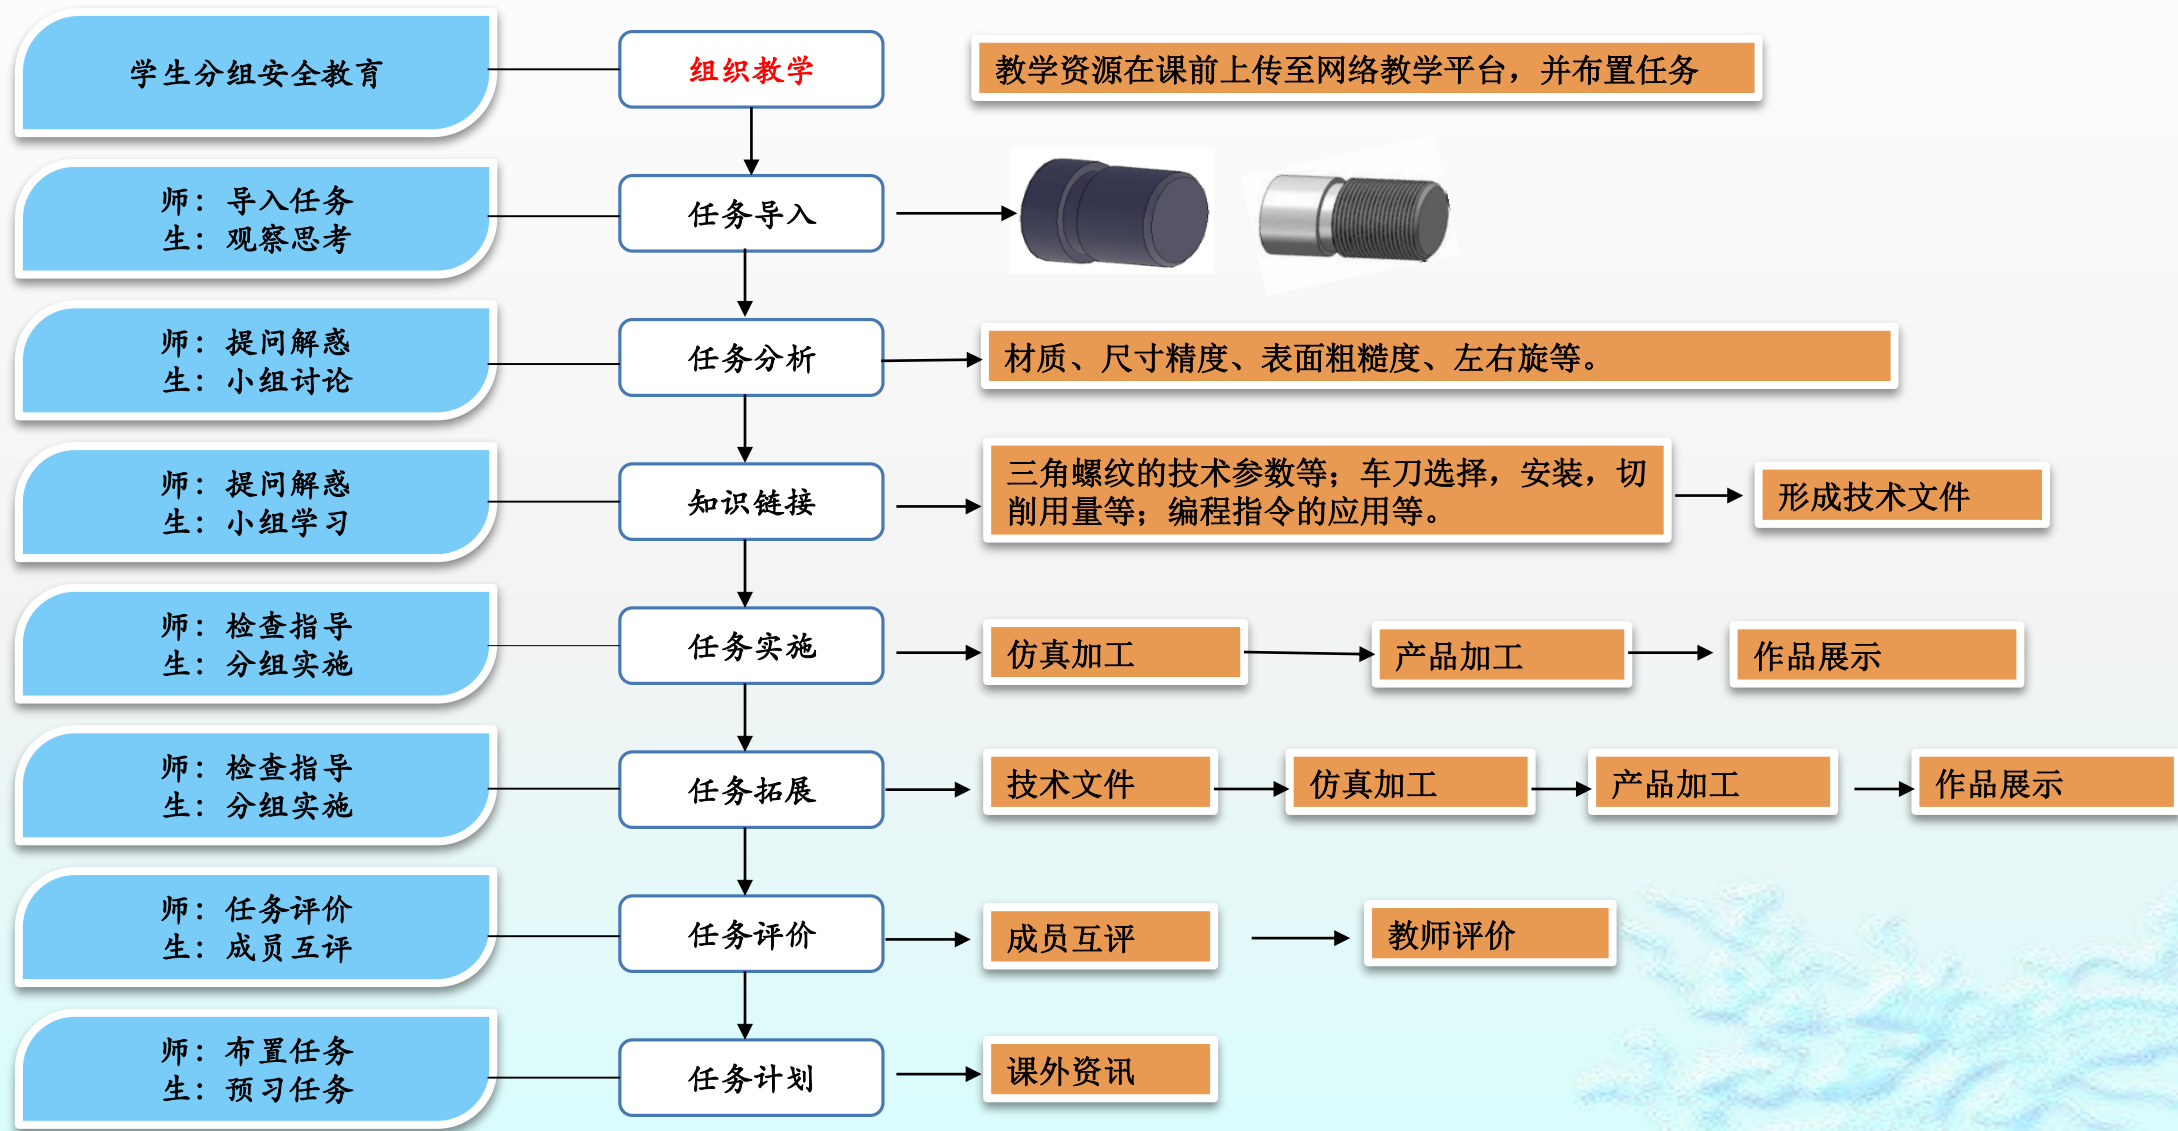 学生分组安全教育
组织教学
教学资源在课前上传至网络教学平台，并布置任务
师：导入任务
生：观察思考
任务导入
师：提问解惑
生：小组讨论
任务分析
材质、尺寸精度、表面粗糙度、左右旋等。
师：提问解惑
生：小组学习
知识链接
三角螺纹的技术参数等；车刀选择，安装，切
削用量等；编程指令的应用等。
形成技术文件
师：检查指导
生：分组实施
任务实施
仿真加工
产品加工
作品展示
师：检查指导
生：分组实施
任务拓展
技术文件
仿真加工
产品加工
作品展示
师：任务评价
生：成员互评
任务评价
成员互评
教师评价
师：布置任务
生：预习任务
任务计划
课外资讯